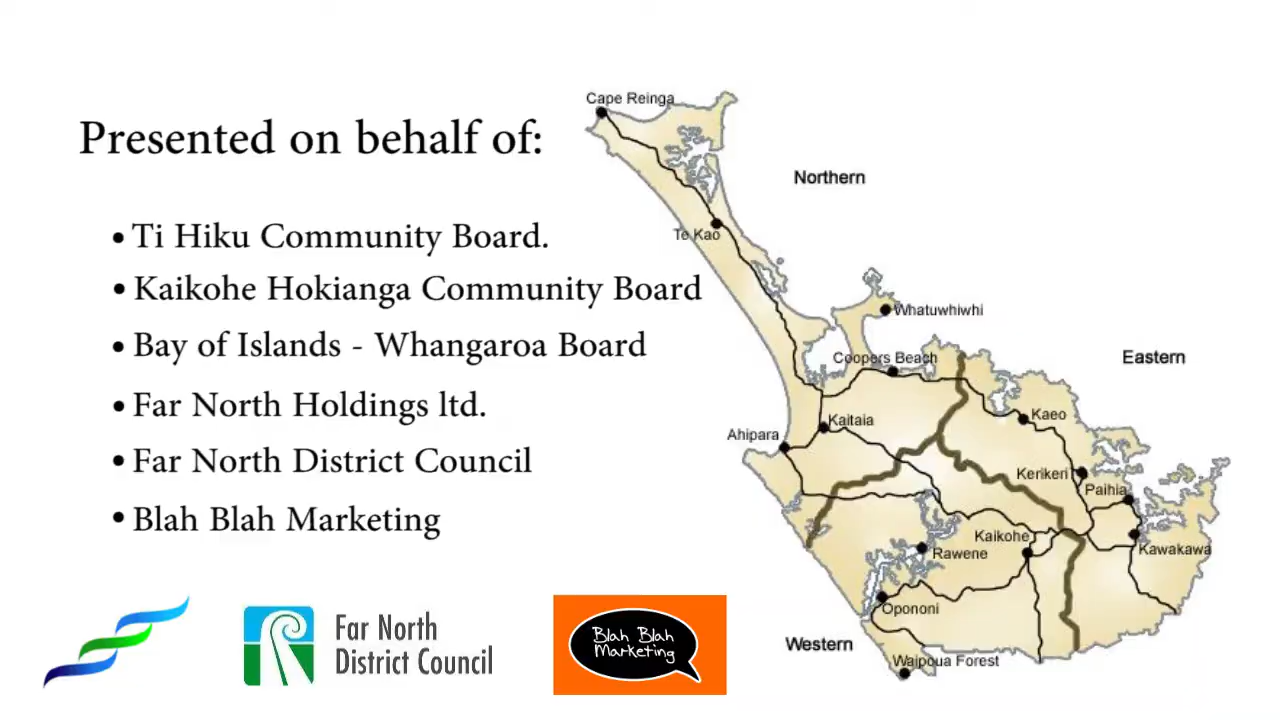 Presented on behalf of:
• Ti Hiku Community Board.
• Kaikohe Hokianga Community Board
• Bay of Islands - Whangaroa Board
• Far North Holdings ltd.
• Far North District Council
• Blah Blah Marketing
Far North
District Council
Blah Blah
Marketing
Cape Reinga
Northern
Te Kao
Whatuwhiwhi
Coopers Beach
Eastern
Kaeo
Kaitaia
Ahipara
Kerikeri
Paihia
Kaikohe
Kawakawa
Rawene
Opononi
Western
Waipoua Forest